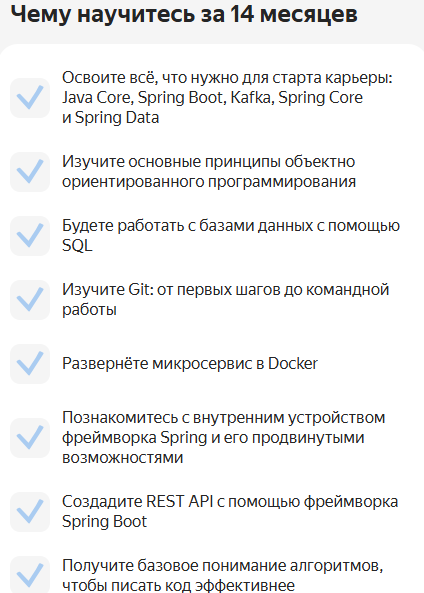 Чему научитесь за 14 месяцев
Освоите всё, что нужно для старта карьеры:
Java Core, Spring Boot, Kafka, Spring Core
и Spring Data
Изучите основные принципы объектно
ориентированного программирования
Будете работать с базами данных с помощью
SQL
Изучите Git: от первых шагов до командной
работы
Развернёте микросервис в Docker
Познакомитесь с внутренним устройством
фреймворка Spring и его продвинутыми
возможностями
Создадите REST API с помощью фреймворка
Spring Boot
Получите базовое понимание алгоритмов,
чтобы писать код эффективнее